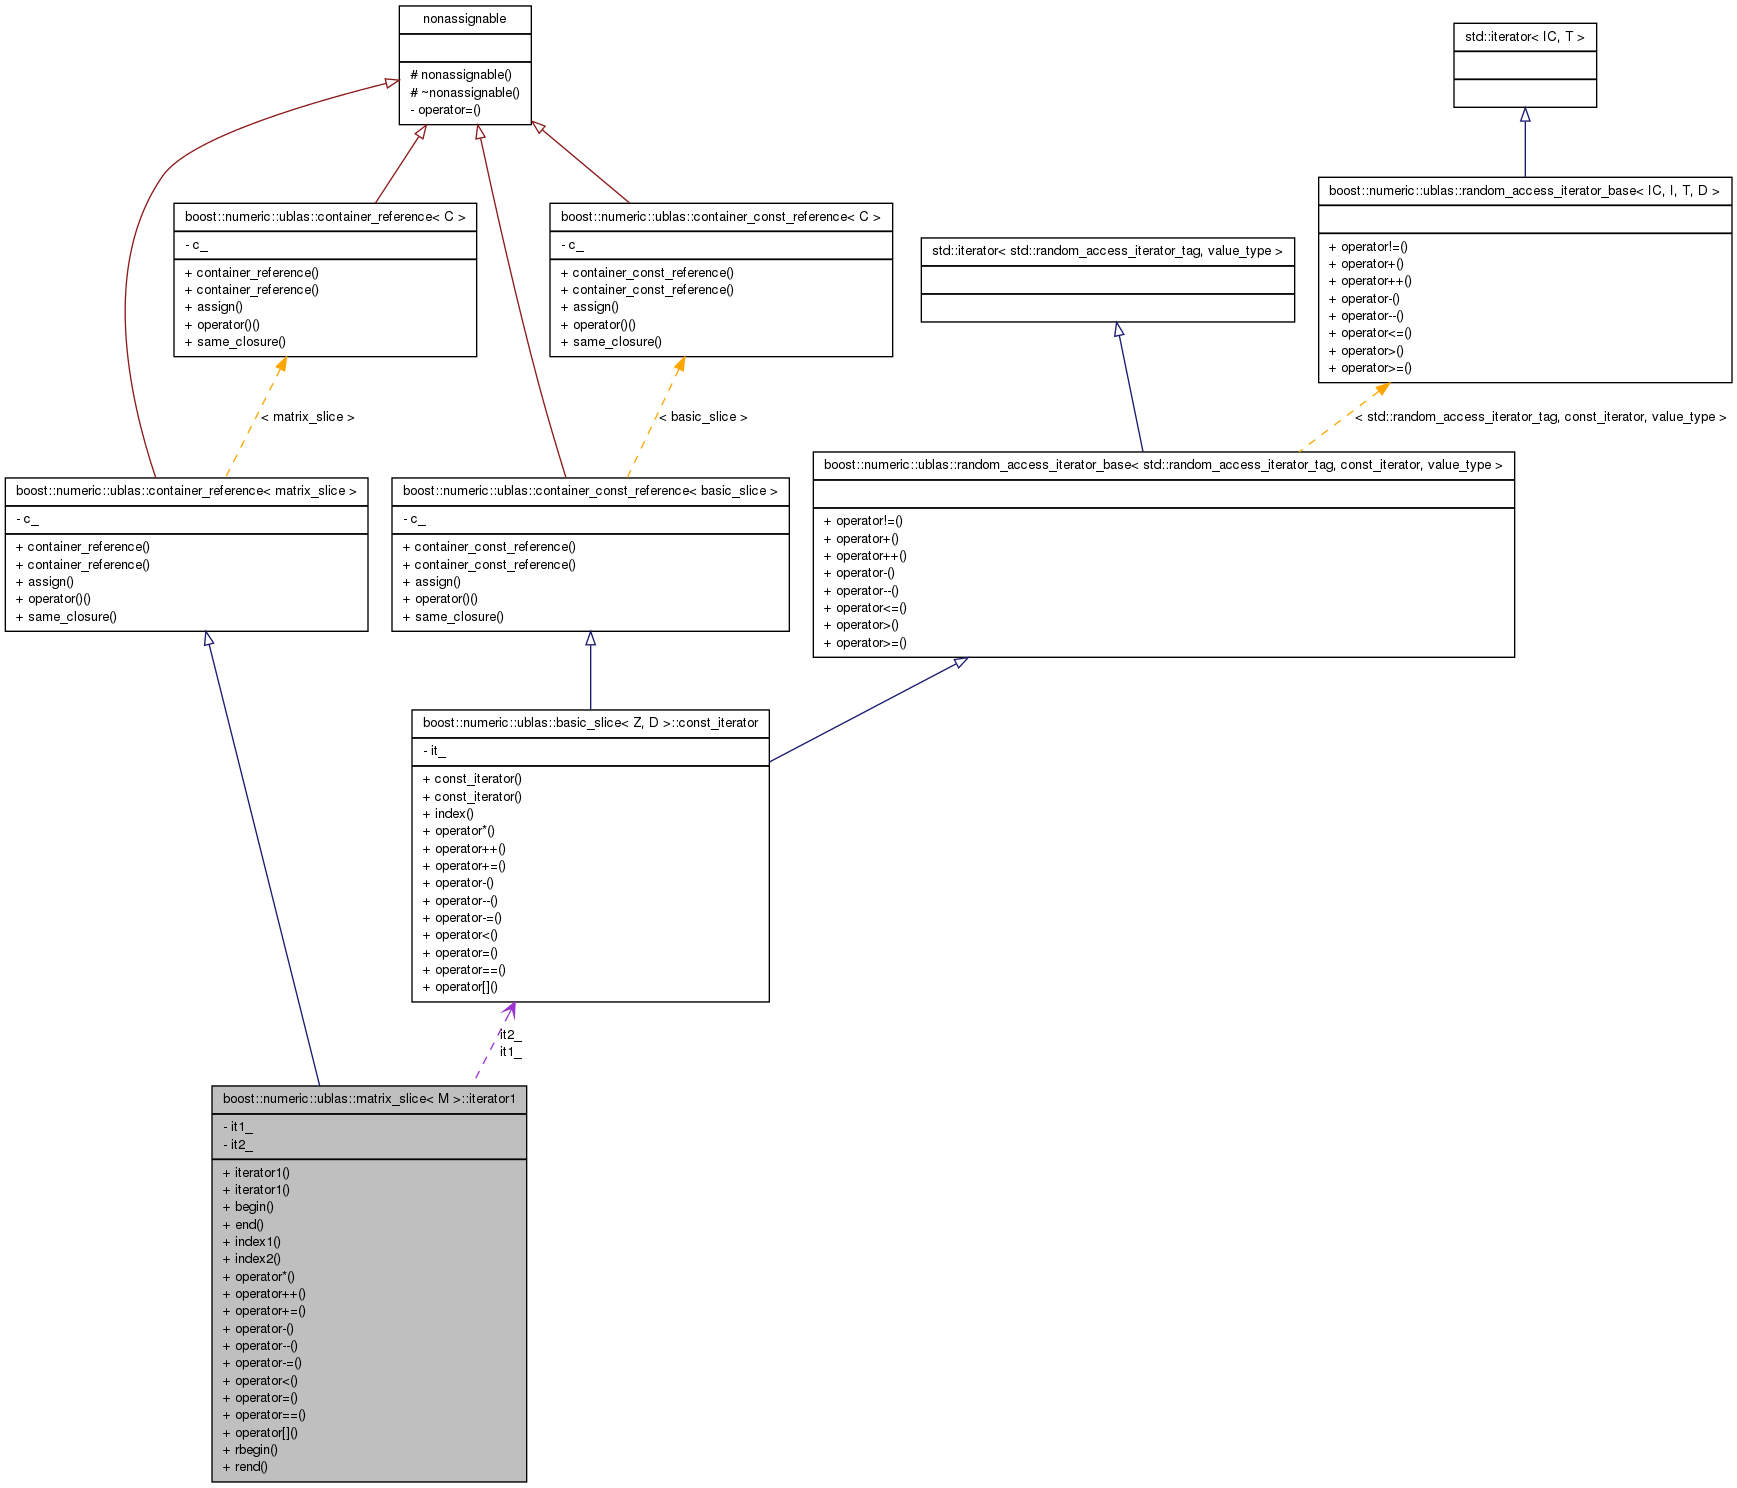 nonassignable
# nonassignable()
# ~nonassignable()
- operator=()
std::iterator< IC, T >
boost::numeric::ublas::random_access_iterator_base< IC, I, T, D >
+ operator!=()
+ operator+()
+ operator++()
+ operator-()
+ operator--()
+ operator<=()
+ operator>()
+ operator>=()
boost::numeric::ublas::container_reference< C >
- c_
+ container_reference()
+ container_reference()
+ assign()
+ operator()()
+ same_closure()
boost::numeric::ublas::container_const_reference< C >
- c_
+ container_const_reference()
+ container_const_reference()
+ assign()
+ operator()()
+ same_closure()
std::iterator< std::random_access_iterator_tag, value_type >
< matrix_slice >
< basic_slice >
< std::random_access_iterator_tag, const_iterator, value_type >
boost::numeric::ublas::container_reference< matrix_slice >
- c_
+ container_reference()
+ container_reference()
+ assign()
+ operator()()
+ same_closure()
boost::numeric::ublas::container_const_reference< basic_slice >
- c_
+ container_const_reference()
+ container_const_reference()
+ assign()
+ operator()()
+ same_closure()
boost::numeric::ublas::random_access_iterator_base< std::random_access_iterator_tag, const_iterator, value_type >
+ operator!=()
+ operator+()
+ operator++()
+ operator-()
+ operator--()
+ operator<=()
+ operator>()
+ operator>=()
boost::numeric::ublas::basic_slice< Z, D >::const_iterator
- it_
+ const_iterator()
+ const_iterator()
+ index()
+ operator*()
+ operator++()
+ operator+=()
+ operator-()
+ operator--()
+ operator-=()
+ operator<()
+ operator=()
+ operator==()
+ operator[]()
it2_
it1_
boost::numeric::ublas::matrix_slice< M >::iterator1
- it1_
- it2_
+ iterator1()
+ iterator1()
+ begin()
+ end()
+ index1()
+ index2()
+ operator*()
+ operator++()
+ operator+=()
+ operator-()
+ operator--()
+ operator-=()
+ operator<()
+ operator=()
+ operator==()
+ operator[]()
+ rbegin()
+ rend()